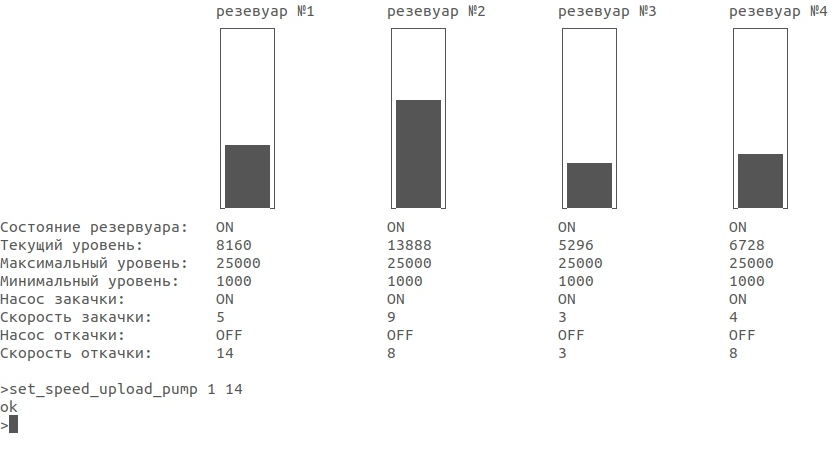 резевуар №1 резевуар №2 резевуар №3 резевуар №4
Состояние резервуара: ON ON ON ON
Текущий уровень: 8160 13888 5296 6728
Максимальный уровень: 25000 25000 25000 25000
Минимальный уровень: 1000 1000 1000 1000
Насос закачки: ON ON ON ON
Скорость закачки: 5 9 3 4
Насос откачки: OFF OFF OFF OFF
Скорость откачки: 14 8 3 8
>set_speed_upload_pump 1 14
ok
>